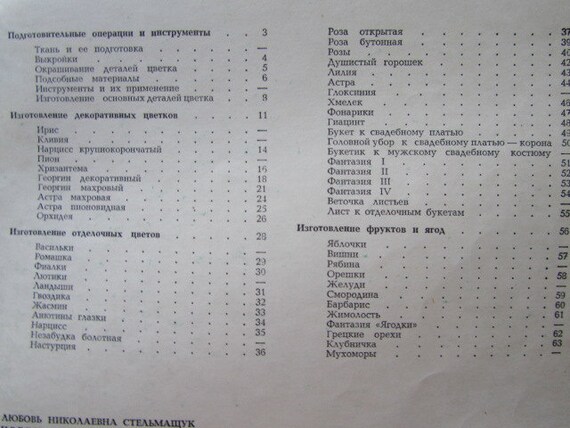 Подготовительные операции и инструменты . . 3
Ткань и ее подготовка . . . . . —
Выкройки . . . . . . . . 4
Окрашивание деталей цветка . . . . 5
Подсобные материалы . . . . . 6
Инструменты и их применение . . . . —
Изготовление основных деталей цветка . . . 8
Изготовление декоративных цветков . . . 11
Ирис . . . . . . . . —
Кливия . . . . . . . . —
Нарцисс крупнокорончатый . . . . 14
Пион . . . . . . . . —
Хризантема . . . . . . . 16
Георгин декоративный . . . . . 18
Георгин махровый . . . . . . 21
Астра махровая . . . . . . 24
Астра пионовидная . . . . . . 25
Орхидея . . . . . . . . 26
Изготовление отделочных цветов . . . . 29
Васильки . . . . . . . . —
Ромашка . . . . . . . . 29
Фиалки . . . . . . . . 30
Лютики . . . . . . . . —
Ландыши . . . . . . . . 31
Гвоздика . . . . . . . . 32
Жасмин . . . . . . . . 33
Анютины глазки . . . . . . 34
Нарцисс . . . . . . . . 35
Незабудка болотная . . . . . . —
Настурция . . . . . . . . 36
Роза открытая . . . . . . 37
Роза бутонная . . . . . . 39
Розы . . . . . . . . 40
Душистый горошек . . . . . . 42
Лилия . . . . . . . . 43
Астра . . . . . . . . 44
Глоксиния . . . . . . . . —
Хмелек . . . . . . . . 46
Фонарики . . . . . . . . 47
Гиацинт . . . . . . . . 48
Букет к свадебному платью . . . . 49
Головной убор к свадебному платью — корона 50
Букетик к мужскому свадебному костюму . —
Фантазия I . . . . . . . 51
Фантазия II . . . . . . . 52
Фантазия III . . . . . . . 53
Фантазия IV . . . . . . . 54
Веточка листьев . . . . . . —
Лист к отделочным букетам . . . . 55
Изготовление фруктов и ягод . . . . . 56
Яблочки . . . . . . . . —
Вишни . . . . . . . . 57
Рябина . . . . . . . . —
Орешки . . . . . . . . 58
Желуди . . . . . . . . —
Смородина . . . . . . . . 59
Барбарис . . . . . . . . 60
Жимолость . . . . . . . . 61
Фантазия «Ягодки» . . . . . . —
Грецкие орехи . . . . . . 62
Клубничка . . . . . . . . 63
Мухоморы . . . . . . . . —
ЛЮБОВЬ НИКОЛАЕВНА СТЕЛЬМАЩУК